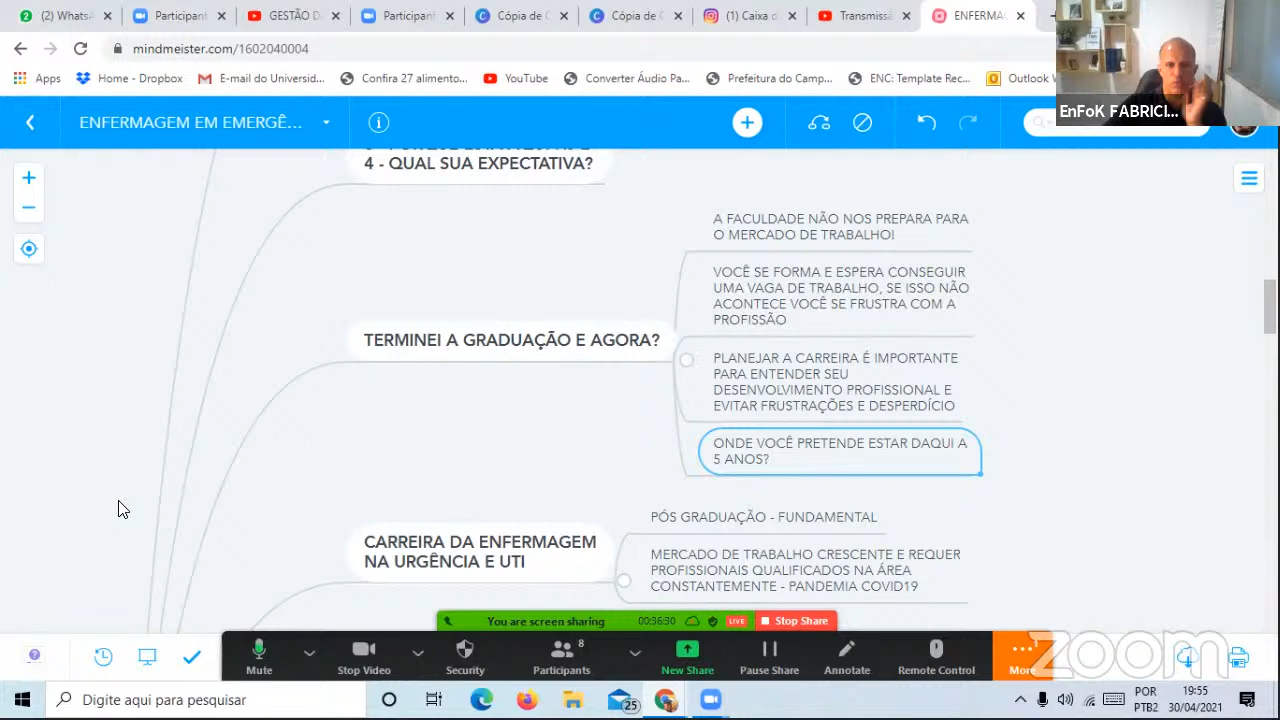 (2) Whats
Participant
GESTÃO D
Participant
Cópia de C
Cópia de C
(1) Caixa d
Transmissã
ENFERMA
mindmeister.com/1602040004
Apps
Home - Dropbox
E-mail do Universid...
Confira 27 alimento...
YouTube
Converter Áudio Pa...
Prefeitura do Camp...
ENC: Template Rec...
Outlook W
EnFoK FABRICI...
ENFERMAGEM EM EMERGÊ...
4 - QUAL SUA EXPECTATIVA?
A FACULDADE NÃO NOS PREPARA PARA
O MERCADO DE TRABALHO!
VOCÊ SE FORMA E ESPERA CONSEGUIR
UMA VAGA DE TRABALHO, SE ISSO NÃO
ACONTECE VOCÊ SE FRUSTRA COM A
PROFISSÃO
TERMINEI A GRADUAÇÃO E AGORA?
PLANEJAR A CARREIRA É IMPORTANTE
PARA ENTENDER SEU
DESENVOLVIMENTO PROFISSIONAL E
EVITAR FRUSTRAÇÕES E DESPERDÍCIO
ONDE VOCÊ PRETENDE ESTAR DAQUI A
5 ANOS?
CARREIRA DA ENFERMAGEM
NA URGÊNCIA E UTI
PÓS GRADUAÇÃO - FUNDAMENTAL
MERCADO DE TRABALHO CRESCENTE E REQUER
PROFISSIONAIS QUALIFICADOS NA ÁREA
CONSTANTEMENTE - PANDEMIA COVID19
You are screen sharing 00:36:30 LIVE Stop Share
Mute
Stop Video
Security
Participants 8
New Share
Pause Share
Annotate
Remote Control
More
zoom
Digite aqui para pesquisar
25
POR
PTB2
19:55
30/04/2021